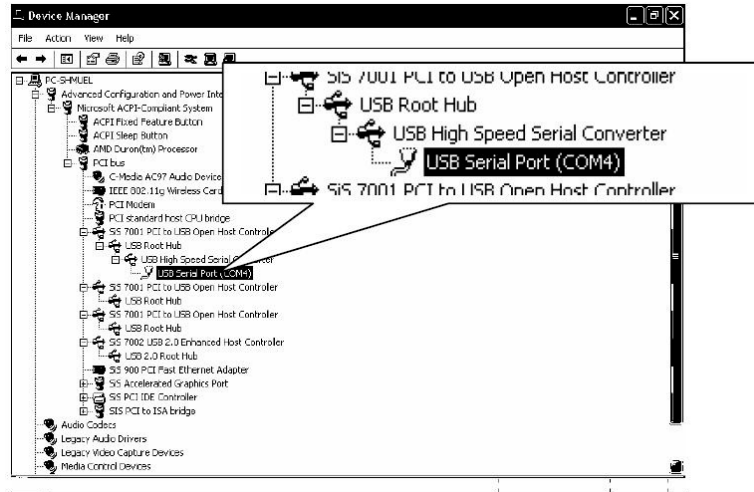 Device Manager
File Action View Help
PC-SHMUEL
Advanced Configuration and Power Inte
Microsoft ACPI-Compliant System
ACPI Fixed Feature Button
ACPI Sleep Button
AMD Duron(tm) Processor
PCI bus
C-Media AC97 Audio Device
IEEE 802.11g Wireless Card
PCI Modem
PCI standard host CPU bridge
SiS 7001 PCI to USB Open Host Controlle
USB Root Hub
USB High Speed Serial Converter
USB Serial Port (COM4)
SiS 7001 PCI to USB Open Host Controller
USB Root Hub
SiS 7001 PCI to USB Open Host Controller
USB Root Hub
SiS 7002 USB 2.0 Enhanced Host Controller
USB 2.0 Root Hub
SiS 900 PCI Fast Ethernet Adapter
SiS Accelerated Graphics Port
SiS PCI IDE Controller
SIS PCI to ISA bridge
Audio Codecs
Legacy Audio Drivers
Legacy Video Capture Devices
Media Control Devices
SiS 7001 PCI to USB Open Host Controller
USB Root Hub
USB High Speed Serial Converter
USB Serial Port (COM4)
SiS 7001 PCI to USB Open Host Controller